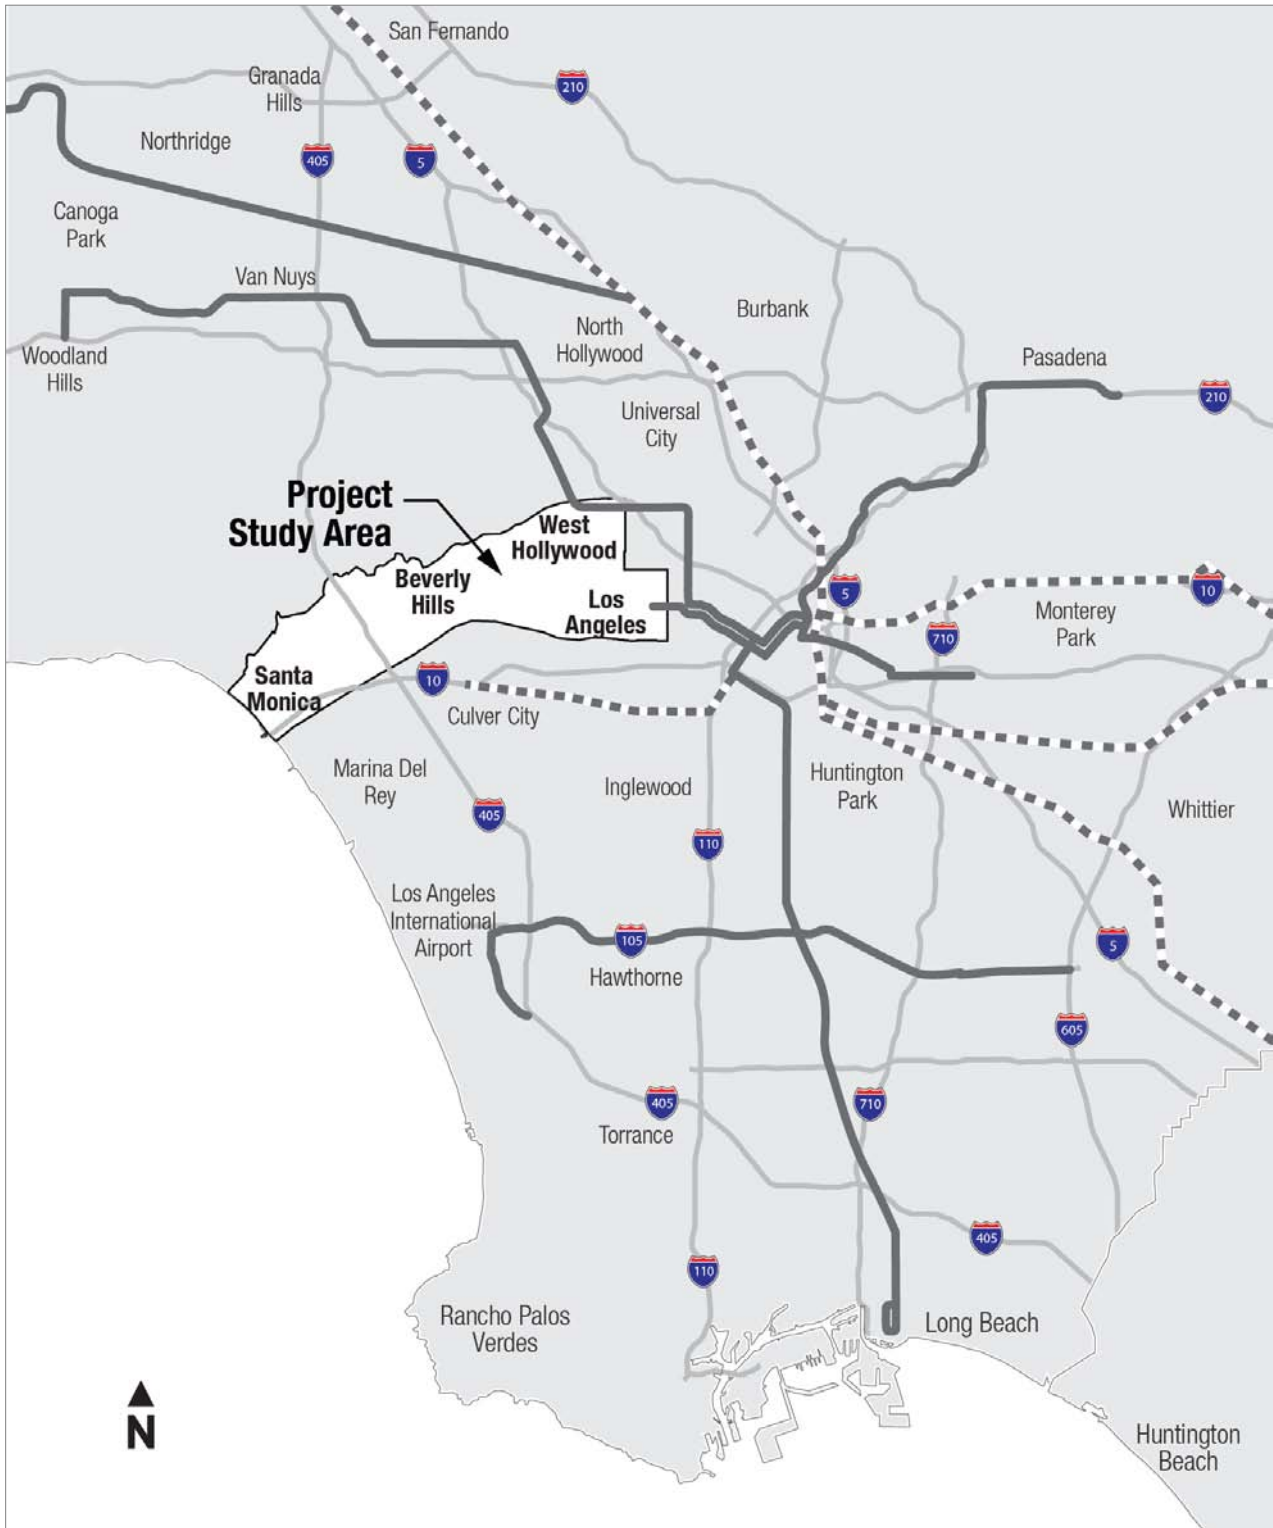 San Fernando
Granada
Hills
210
Northridge
405
5
Canoga
Park
Van Nuys
Burbank
North
Hollywood
Woodland
Hills
Pasadena
210
Universal
City
Project
Study Area
West
Hollywood
Beverly
Hills
Los
Angeles
5
10
Monterey
Park
710
Santa
Monica
10
Culver City
Marina Del
Rey
Inglewood
Huntington
Park
Whittier
405
110
Los Angeles
International
Airport
105
Hawthorne
5
605
405
710
Torrance
405
110
Rancho Palos
Verdes
Long Beach
N
Huntington
Beach